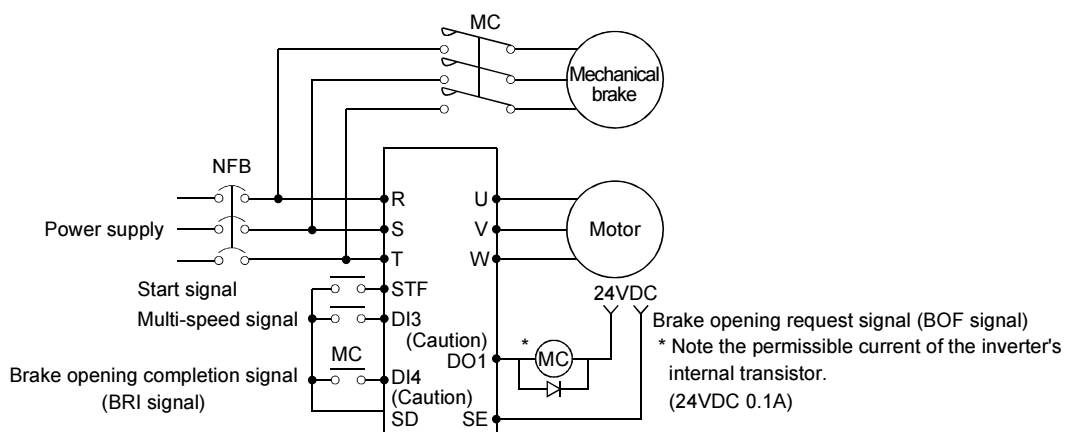 MC
Mechanical
brake
NFB
R
U
Power supply
S
V
Motor
T
W
Start signal
STF
24VDC
Multi-speed signal
DI3
(Caution)
Brake opening request signal (BOF signal)
DO1
*
MC
* Note the permissible current of the inverter's
internal transistor.
(24VDC 0.1A)
MC
Brake opening completion signal
(BRI signal)
DI4
(Caution)
SD
SE